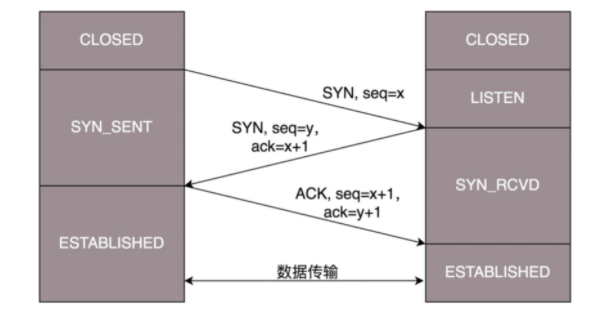 CLOSED
CLOSED
SYN, seq=x
LISTEN
SYN_SENT
SYN, seq=y,
ack=x+1
SYN_RCVD
ACK, seq=x+1,
ack=y+1
ESTABLISHED
数据传输
ESTABLISHED